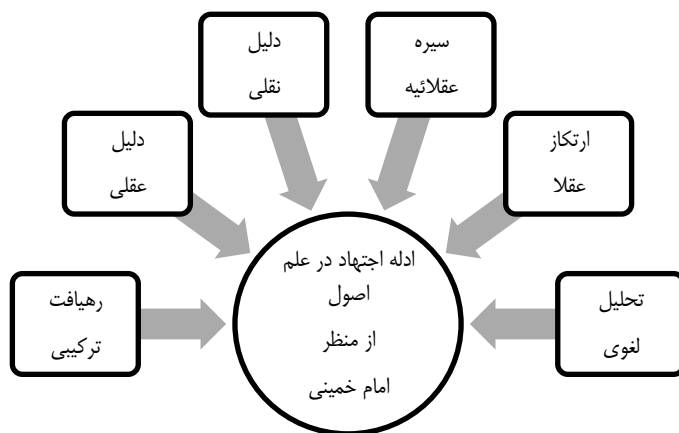 سیره
عقلائیه
دلیل
نقلی
ارتکاز
عقلا
دلیل
عقلی
تحلیل
لغوی
رهیافت
ترکیبی
ادله اجتهاد در علم
اصول
از منظر
امام خمینی